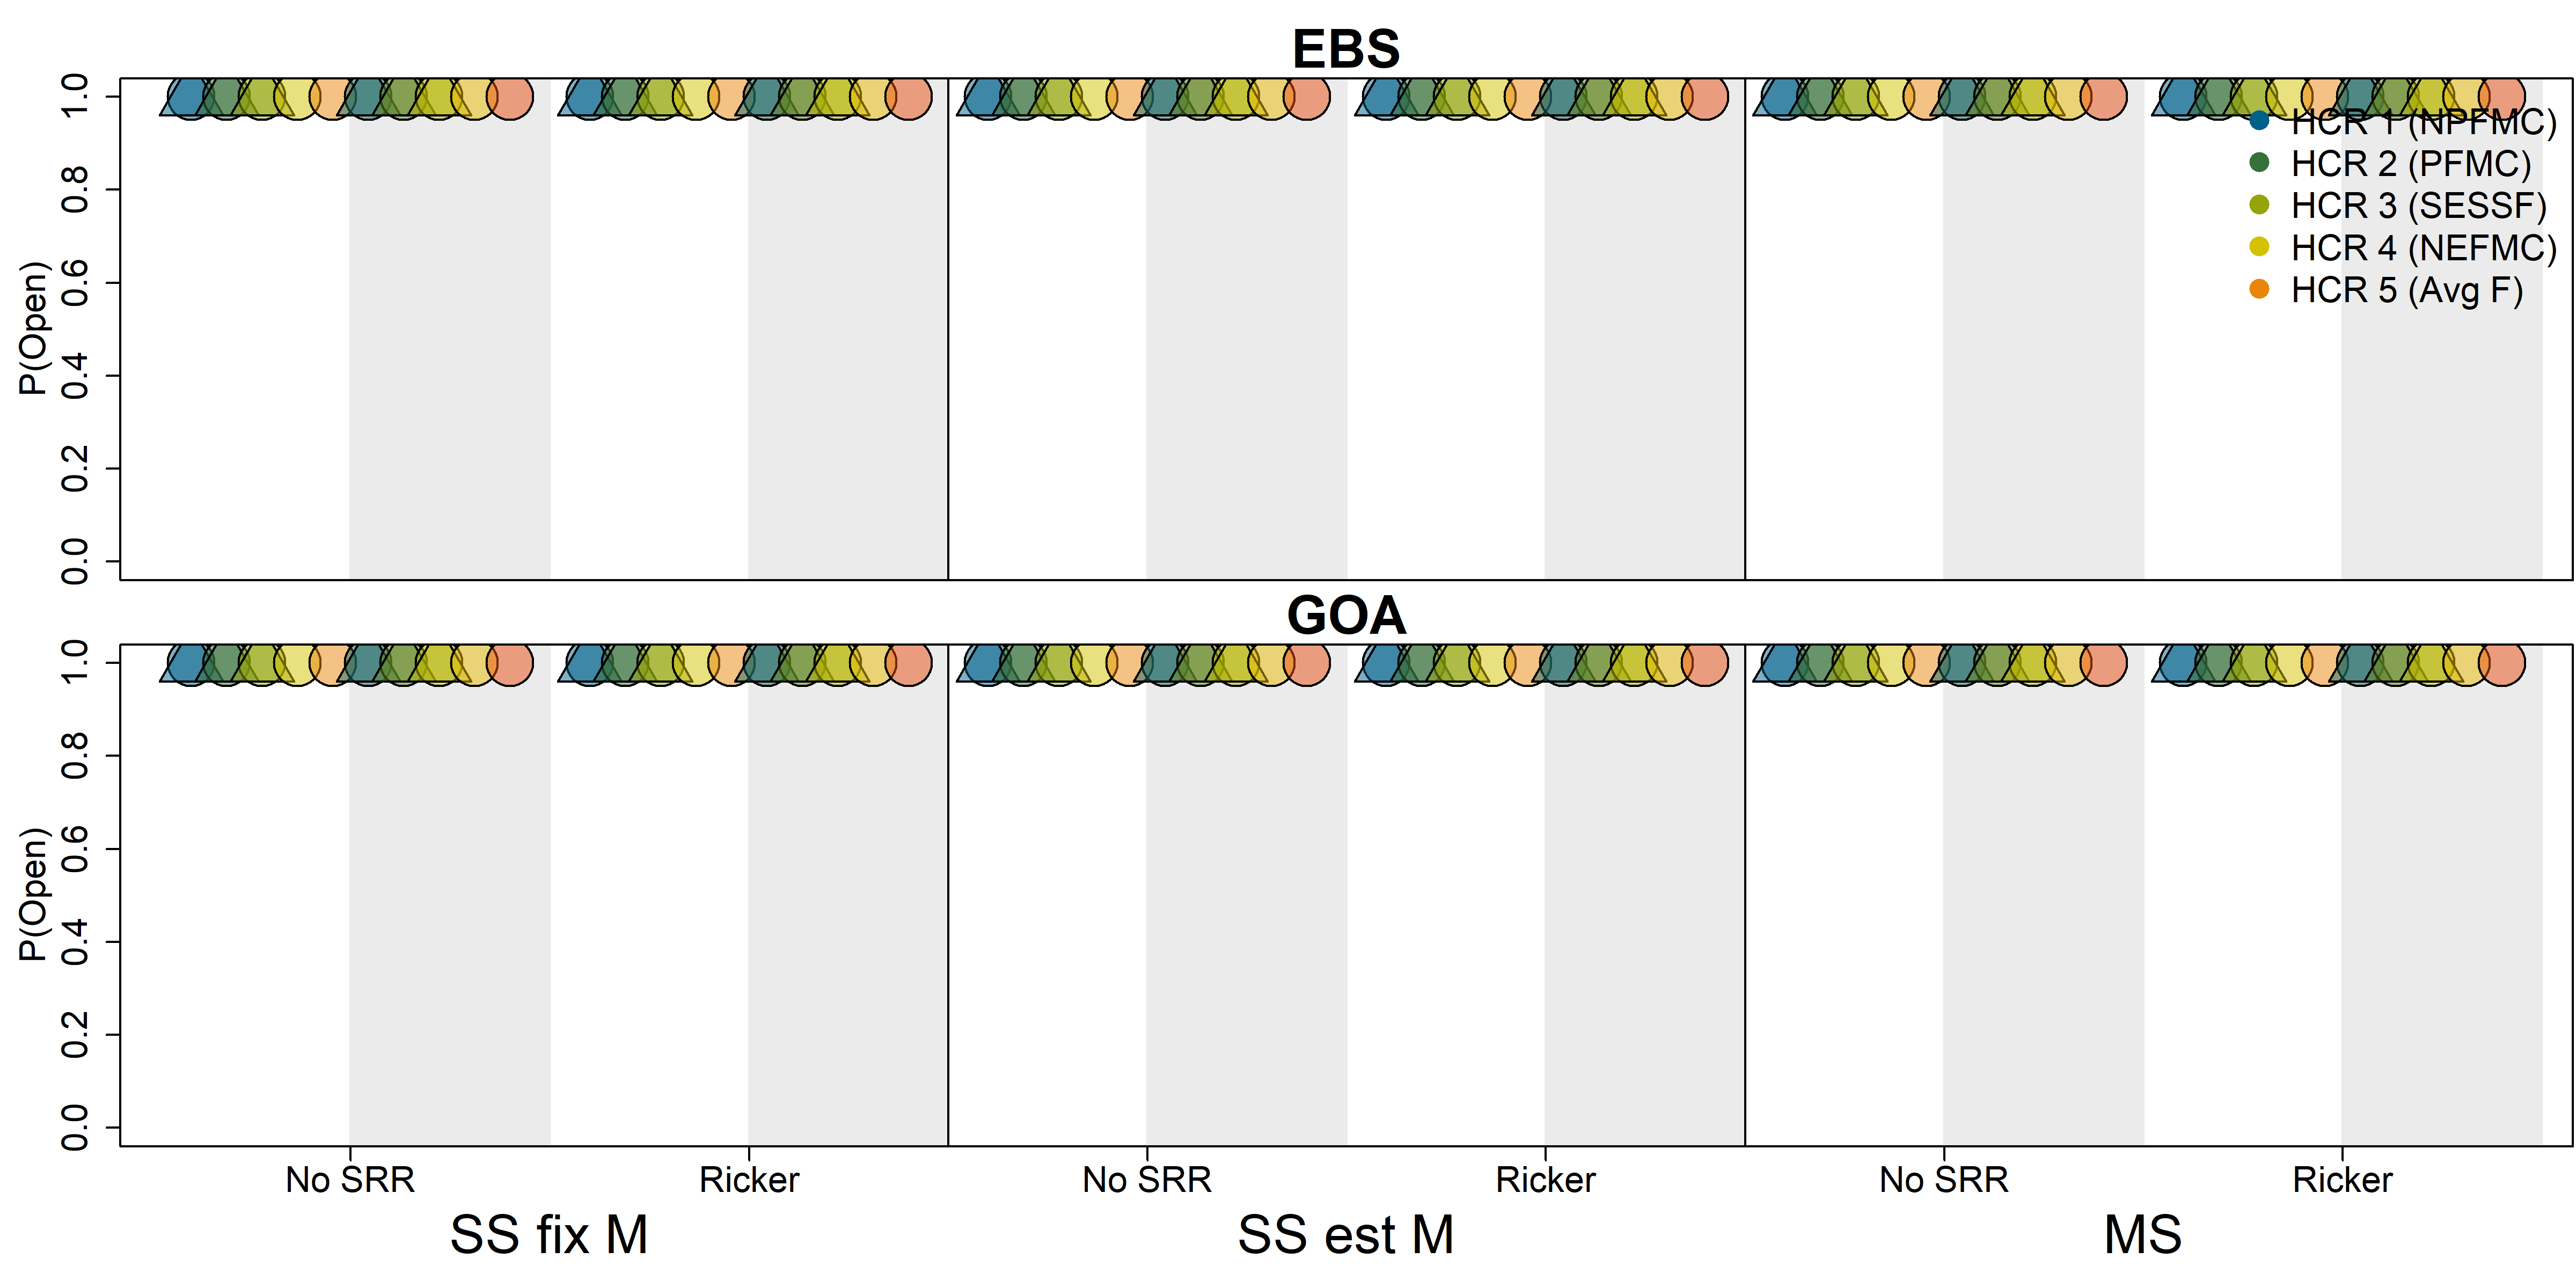 EBS
P(Open)
1.0
0.8
0.6
0.4
0.2
0.0
HCR 1 (NPFMC)
HCR 2 (PFMC)
HCR 3 (SESSF)
HCR 4 (NEFMC)
HCR 5 (Avg F)
GOA
P(Open)
1.0
0.8
0.6
0.4
0.2
0.0
No SRR Ricker No SRR Ricker No SRR Ricker
SS fix M SS est M MS